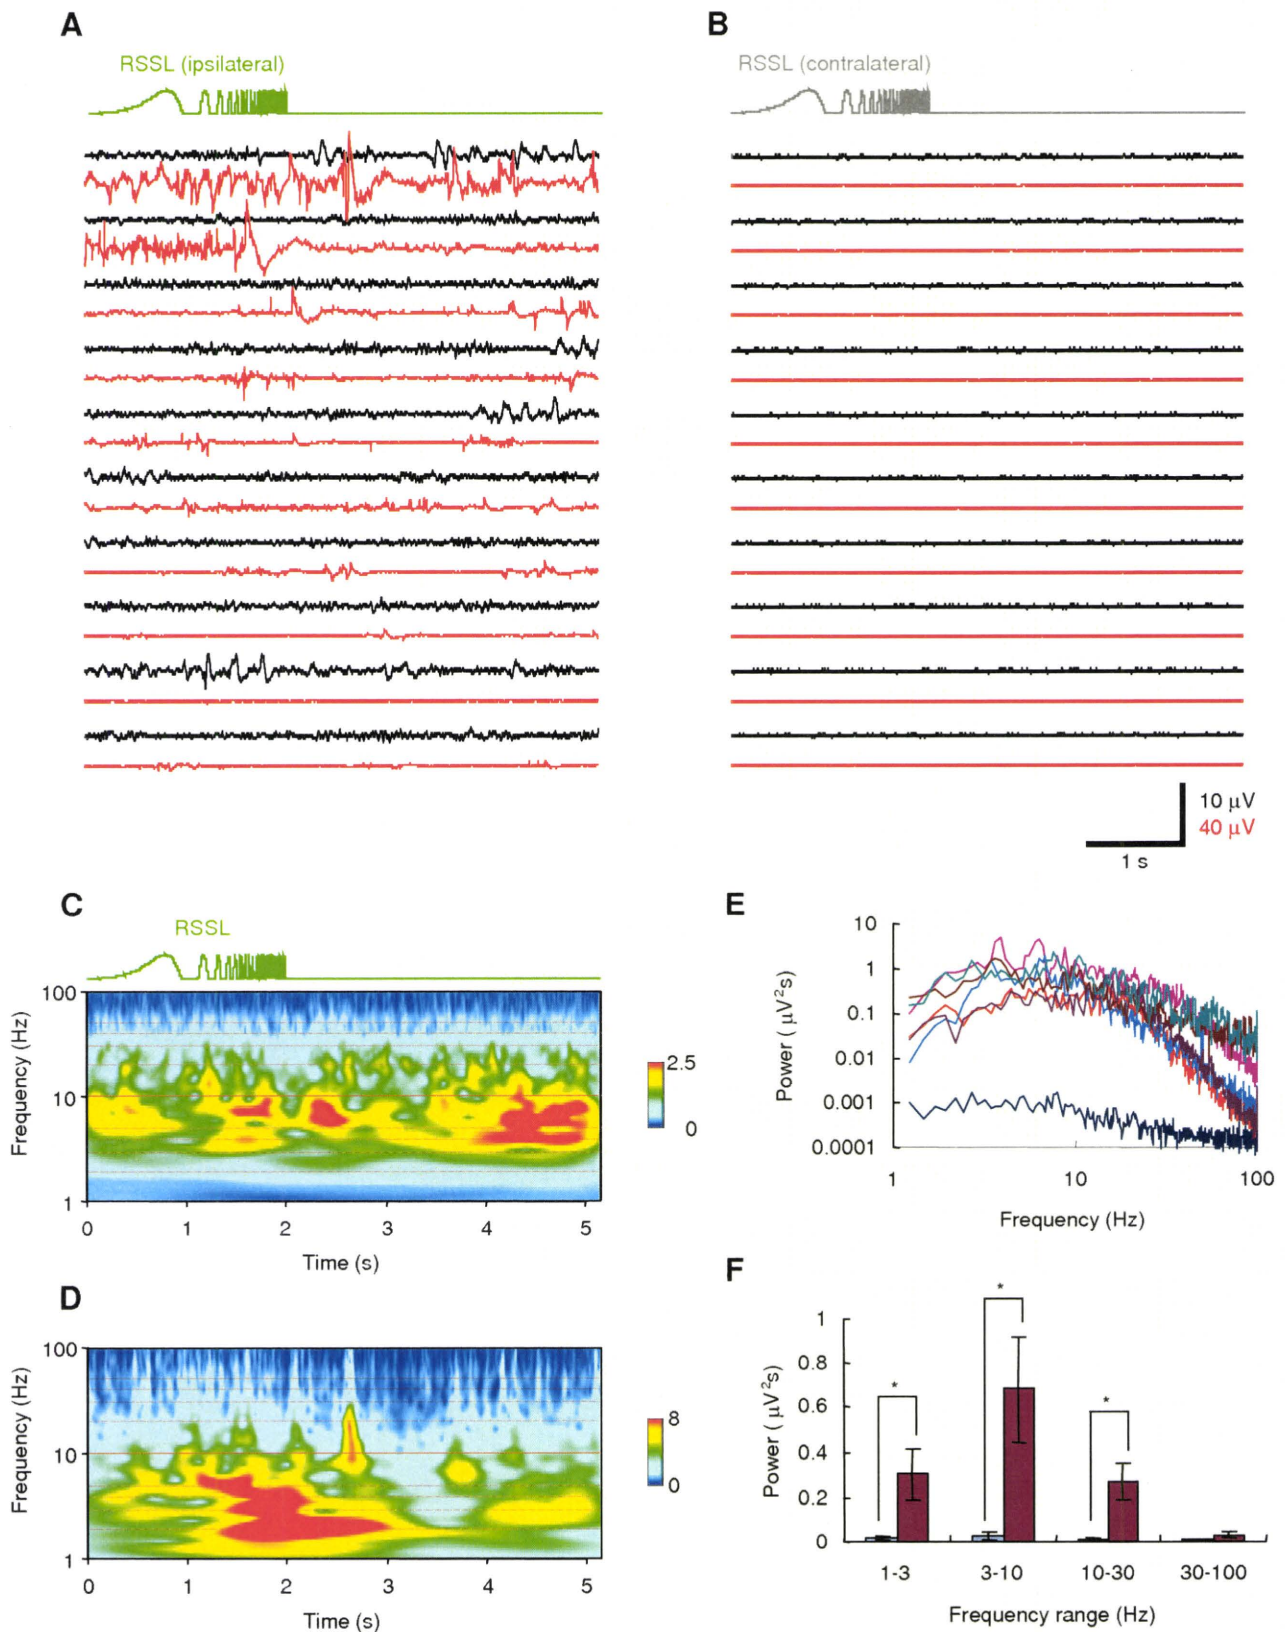 A
RSSL (ipsilateral)
B
RSSL (contralateral)
10 µV
40 µV
1 s
C
RSSL
Frequency (Hz)
100
10
1
0 1 2 3 4 5
Time (s)
2.5
0
D
Frequency (Hz)
100
10
1
0 1 2 3 4 5
Time (s)
8
0
E
Power ( µV²s)
10
1
0.1
0.01
0.001
0.0001
1 10 100
Frequency (Hz)
F
Power ( µV²s)
1
0.8
0.6
0.4
0.2
0
* * *
1-3 3-10 10-30 30-100
Frequency range (Hz)